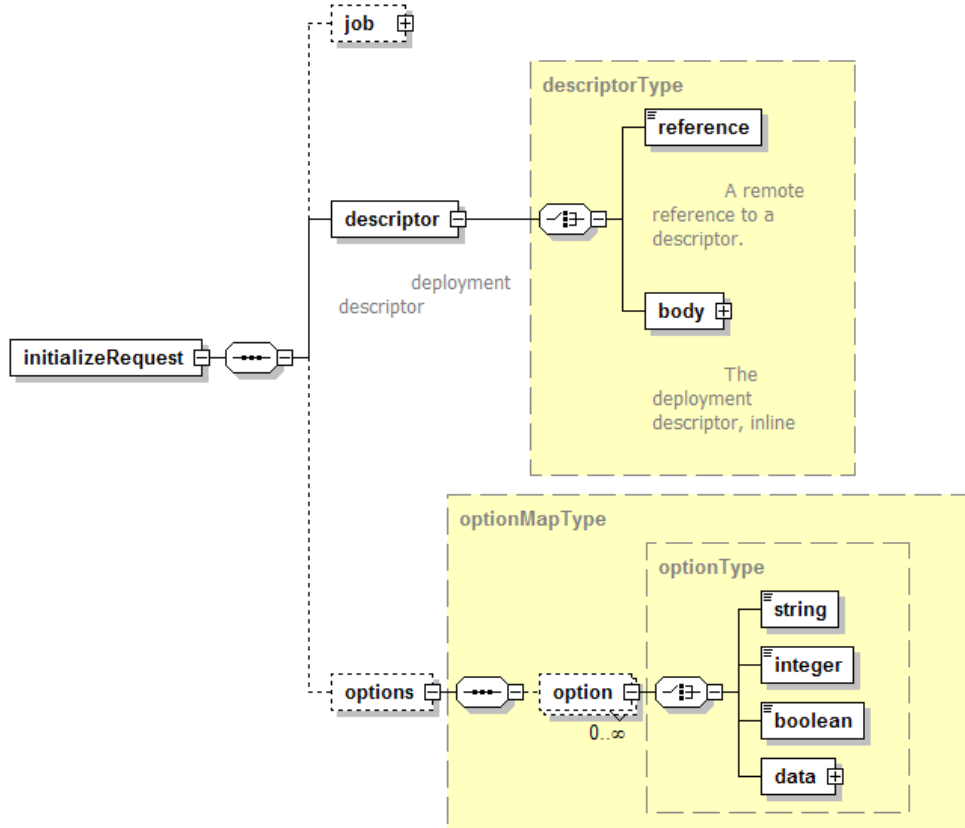 job
descriptorType
reference
A remote
reference to a
descriptor.
descriptor
deployment
descriptor
body
The
deployment
descriptor, inline
initializeRequest
optionMapType
optionType
string
integer
options
option
0..∞
boolean
data